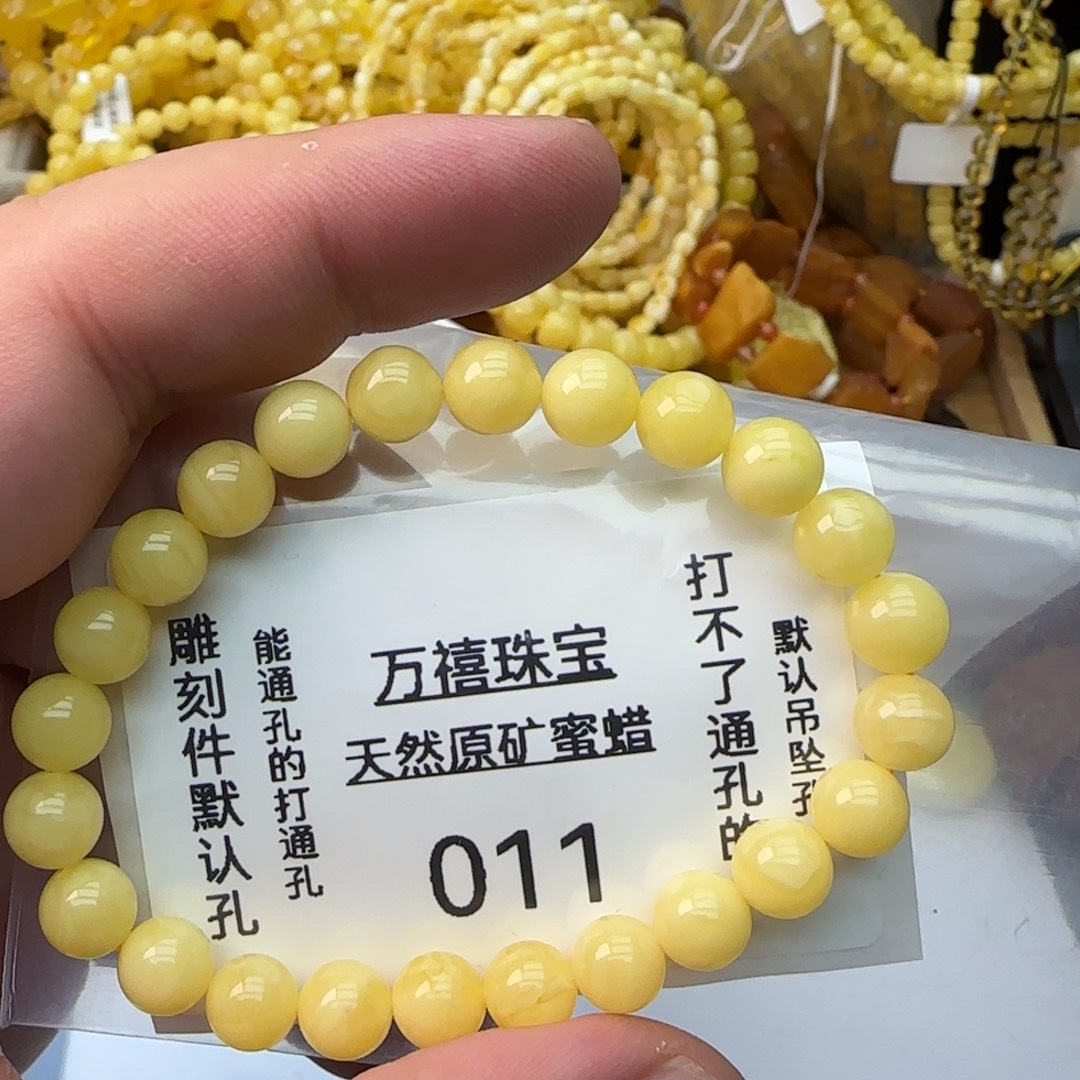 雕刻件默认孔
能通孔的打通孔
万禧珠宝
天然原矿蜜蜡
011
打不了通孔的
默认吊坠孔